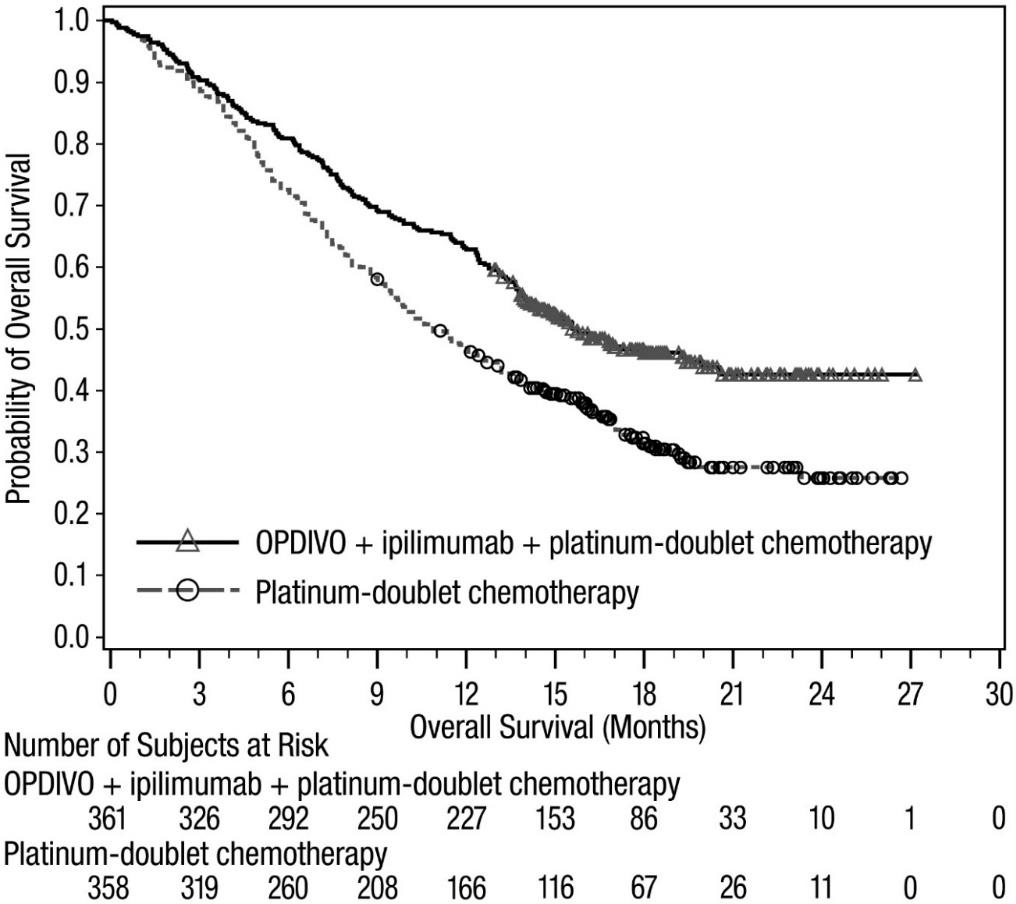 Probability of Overall Survival
1.0
0.9
0.8
0.7
0.6
0.5
0.4
0.3
0.2
0.1
0.0
OPDIVO + ipilimumab + platinum-doublet chemotherapy
Platinum-doublet chemotherapy
0 3 6 9 12 15 18 21 24 27 30
Overall Survival (Months)
Number of Subjects at Risk
OPDIVO + ipilimumab + platinum-doublet chemotherapy
361 326 292 250 227 153 86 33 10 1 0
Platinum-doublet chemotherapy
358 319 260 208 166 116 67 26 11 0 0